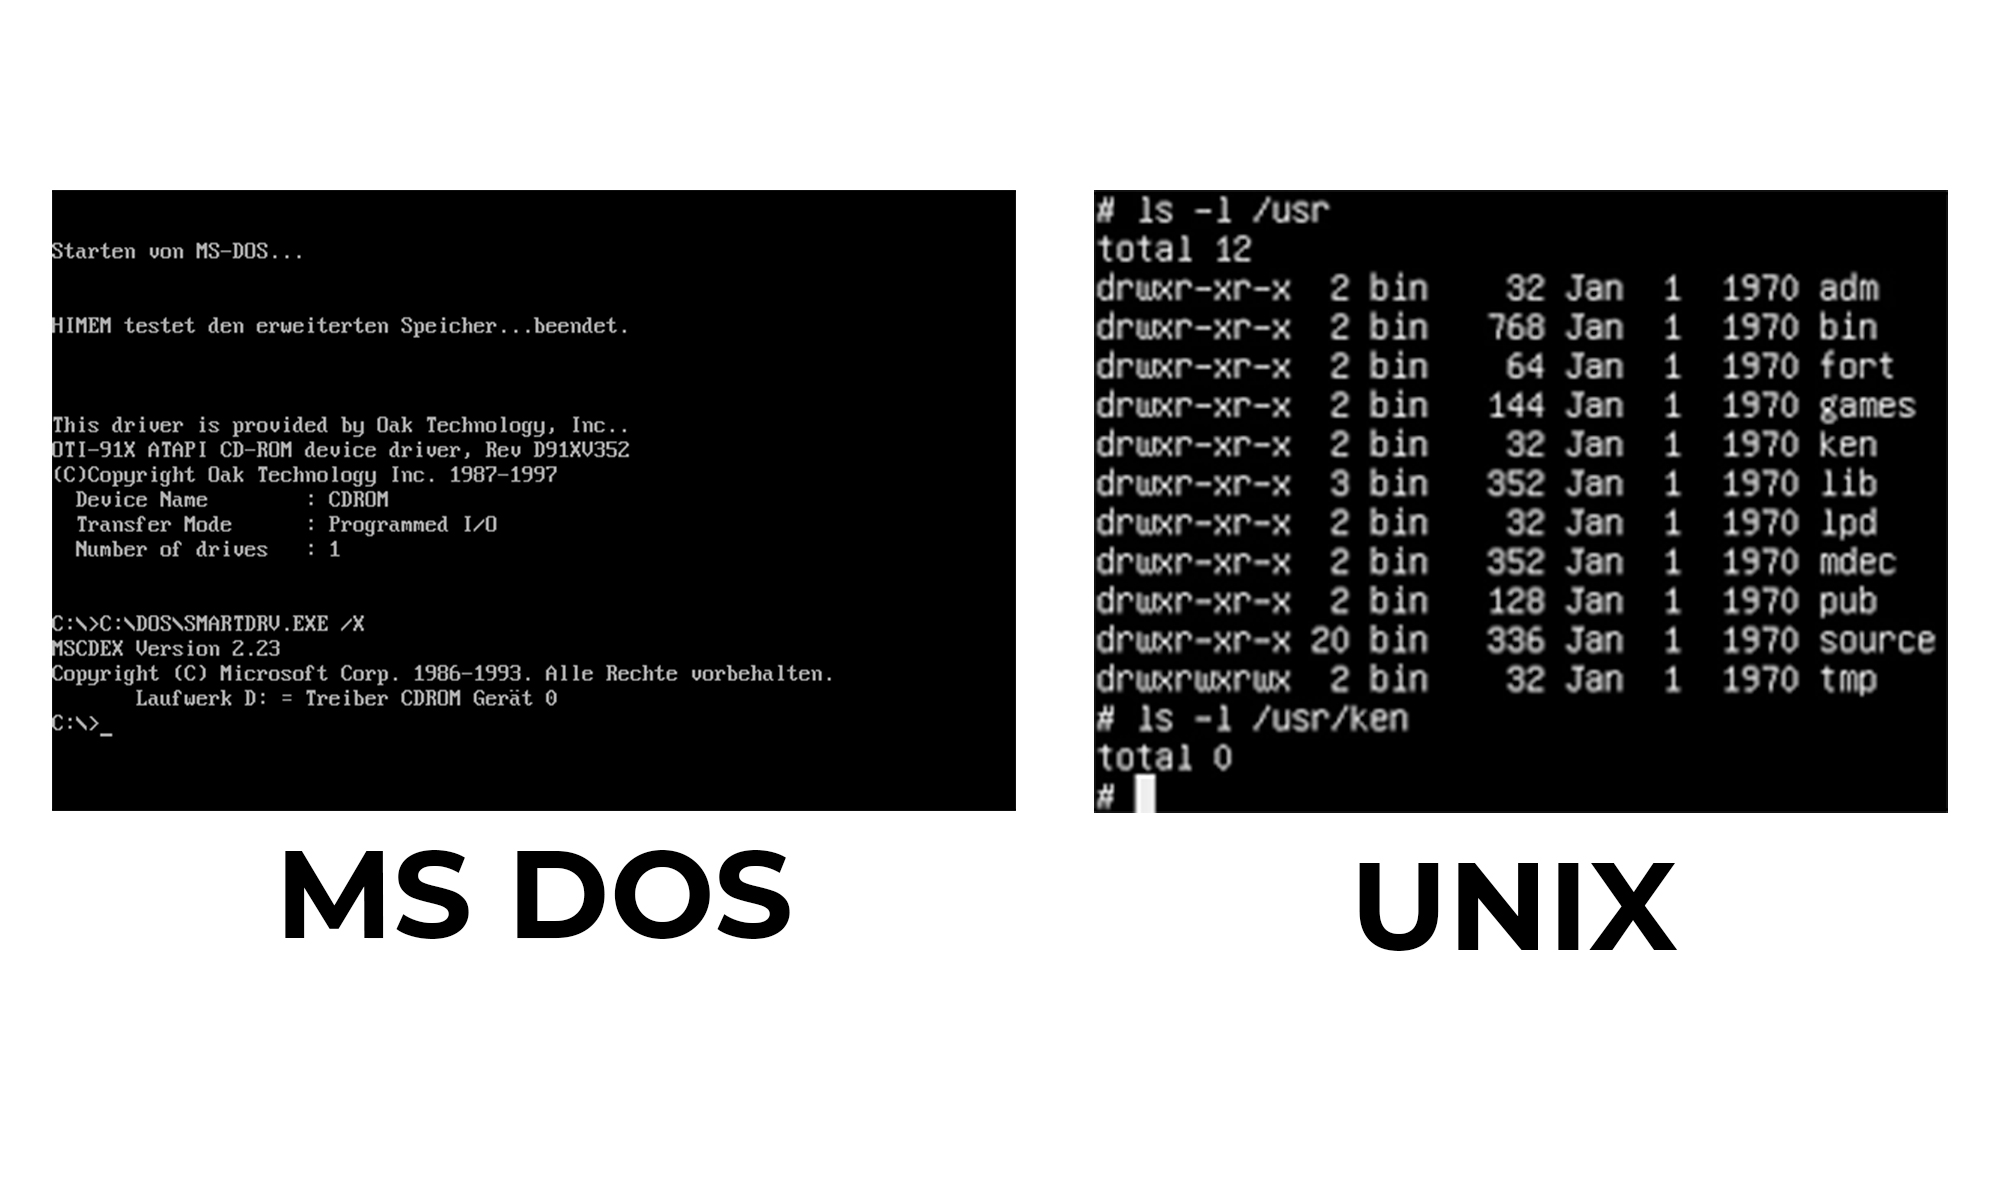 Starten von MS-DOS...
HIMEM testet den erweiterten Speicher...beendet.
This driver is provided by Oak Technology, Inc..
OTI-91X ATAPI CD-ROM device driver, Rev D91XV352
(C)Copyright Oak Technology Inc. 1987-1997
  Device Name        : CDROM
  Transfer Mode      : Programmed I/O
  Number of drives   : 1
C:\>C:\DOS\SMARTDRV.EXE /X
MSCDEX Version 2.23
Copyright (C) Microsoft Corp. 1986-1993. Alle Rechte vorbehalten.
       Laufwerk D: = Treiber CDROM Gerät 0
C:\>_
MS DOS
# ls -l /usr
total 12
drwxr-xr-x  2 bin    32 Jan  1  1970 adm
drwxr-xr-x  2 bin   768 Jan  1  1970 bin
drwxr-xr-x  2 bin    64 Jan  1  1970 fort
drwxr-xr-x  2 bin   144 Jan  1  1970 games
drwxr-xr-x  2 bin    32 Jan  1  1970 ken
drwxr-xr-x  3 bin   352 Jan  1  1970 lib
drwxr-xr-x  2 bin    32 Jan  1  1970 lpd
drwxr-xr-x  2 bin   352 Jan  1  1970 mdec
drwxr-xr-x  2 bin   128 Jan  1  1970 pub
drwxr-xr-x 20 bin   336 Jan  1  1970 source
drwxrwxrwx  2 bin    32 Jan  1  1970 tmp
# ls -l /usr/ken
total 0
#
UNIX